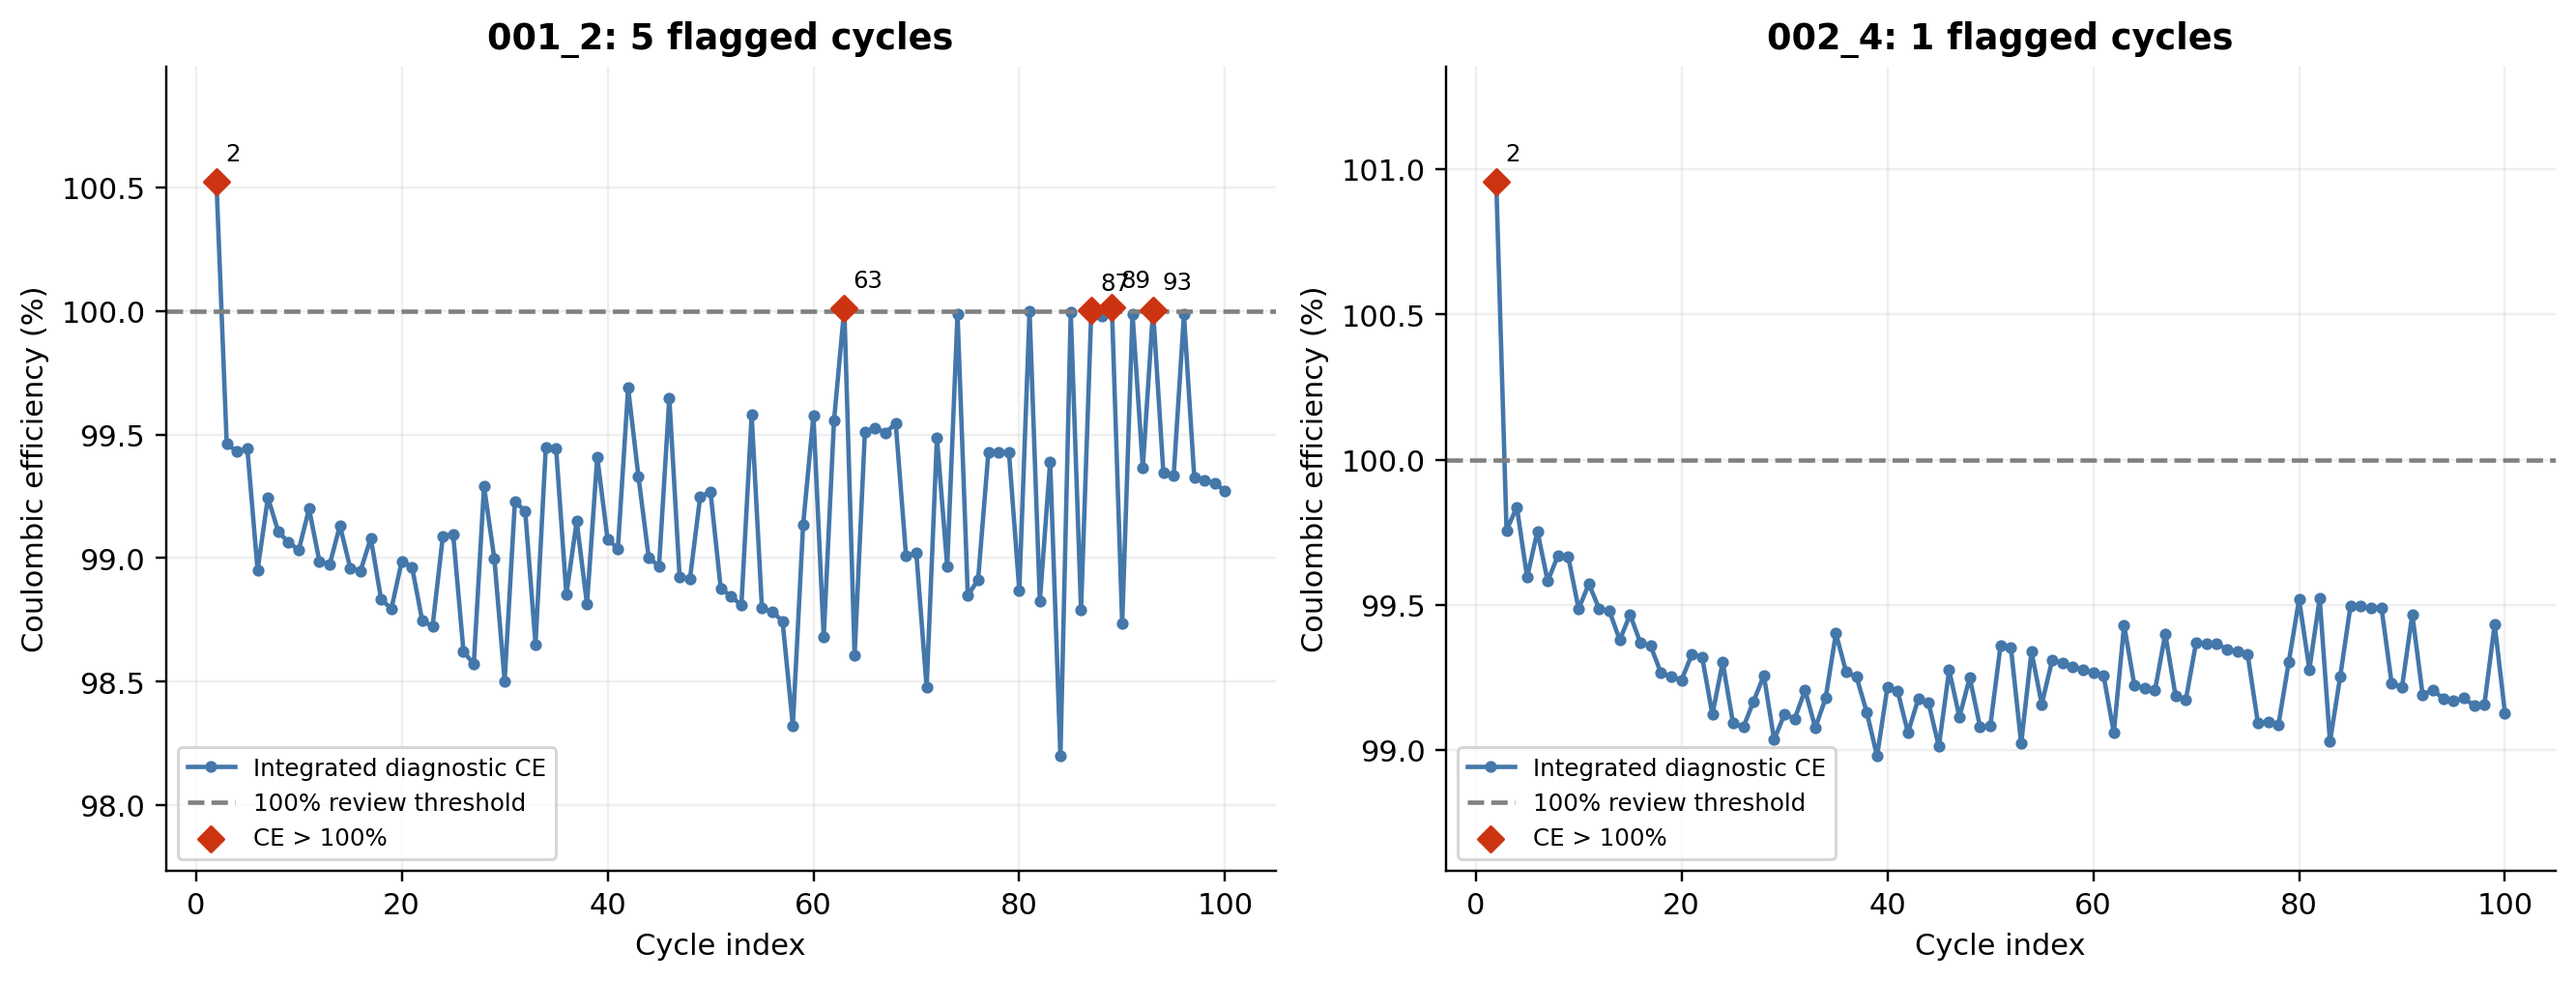 001_2: 5 flagged cycles
Coulombic efficiency (%)
100.5
100.0
99.5
99.0
98.5
98.0
2
63
87
89
93
Integrated diagnostic CE
100% review threshold
CE > 100%
0
20
40
60
80
100
Cycle index
002_4: 1 flagged cycles
Coulombic efficiency (%)
101.0
100.5
100.0
99.5
99.0
2
Integrated diagnostic CE
100% review threshold
CE > 100%
0
20
40
60
80
100
Cycle index